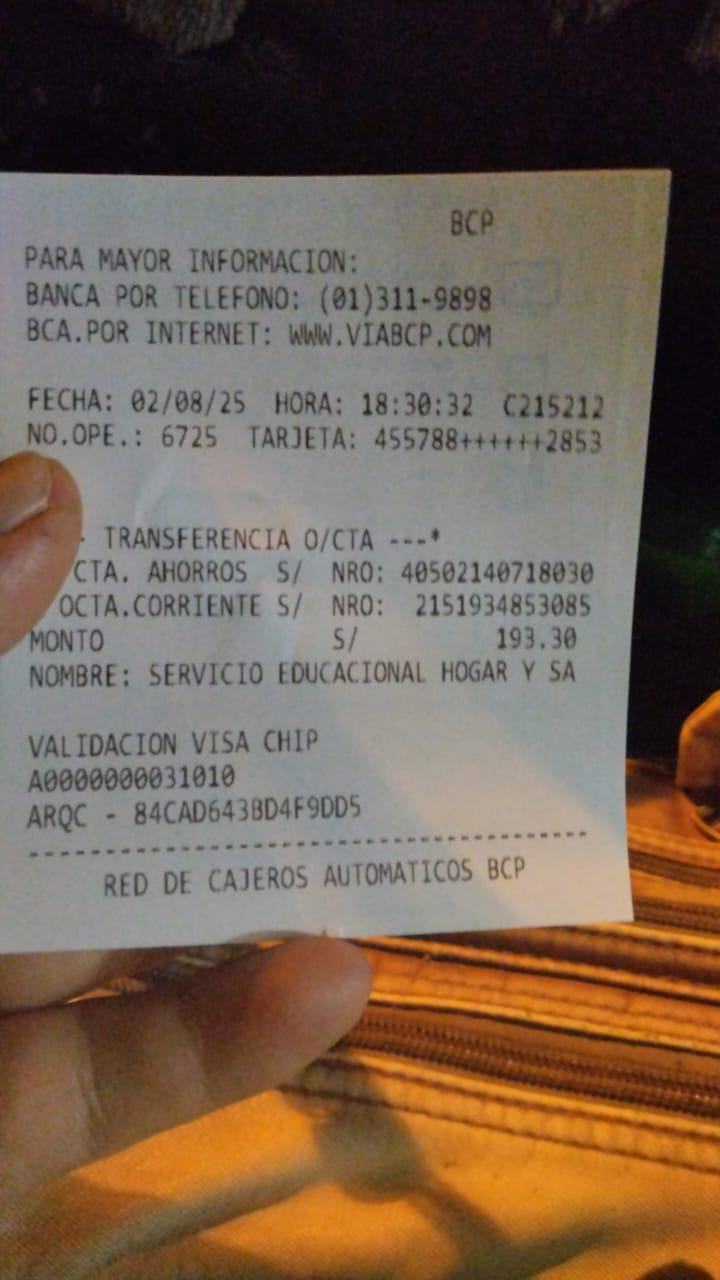 BCP
PARA MAYOR INFORMACION:
BANCA POR TELEFONO: (01)311-9898
BCA.POR INTERNET: WWW.VIABCP.COM
FECHA: 02/08/25 HORA: 18:30:32 C215212
NO.OPE.: 6725 TARJETA: 455788++++++2853
- TRANSFERENCIA O/CTA ---*
CTA. AHORROS S/ NRO: 40502140718030
OCTA.CORRIENTE S/ NRO: 2151934853085
MONTO S/ 193.30
NOMBRE: SERVICIO EDUCACIONAL HOGAR Y SA
VALIDACION VISA CHIP
A0000000031010
ARQC - 84CAD643BD4F9DD5
RED DE CAJEROS AUTOMATICOS BCP